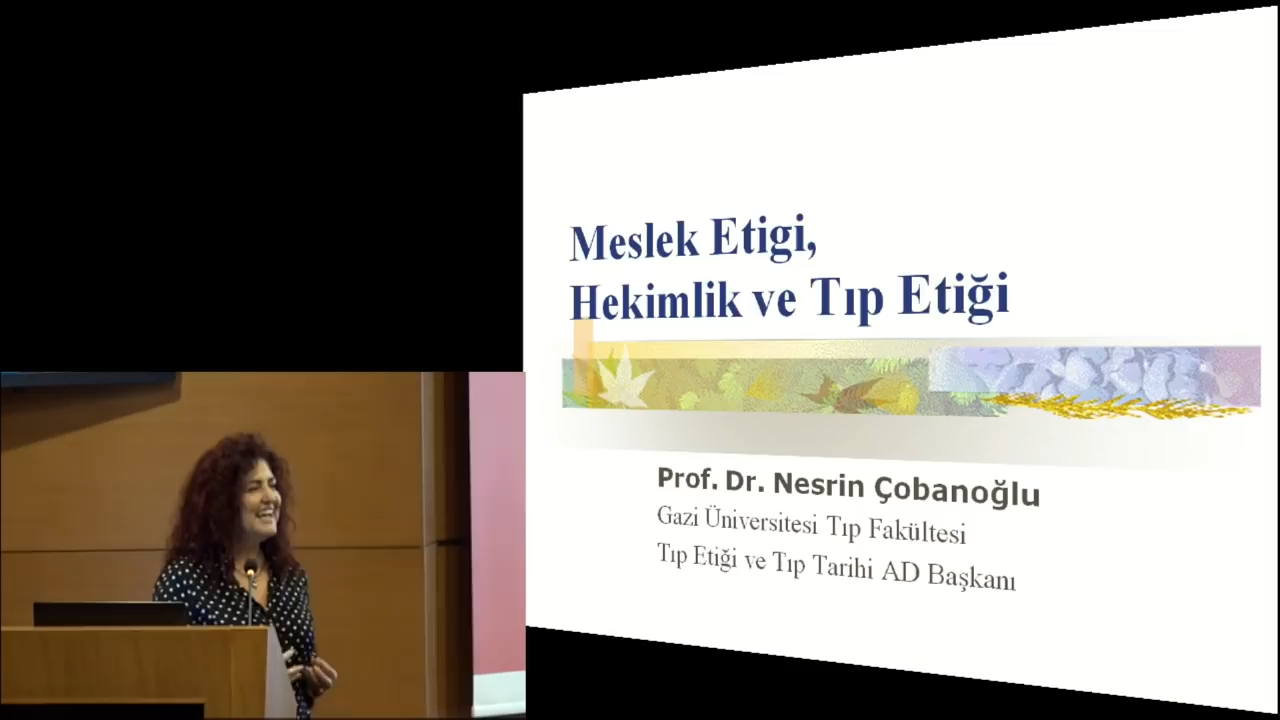 Meslek Etigi,
Hekimlik ve Tıp Etiği
Prof. Dr. Nesrin Çobanoğlu
Gazi Üniversitesi Tıp Fakültesi
Tıp Etiği ve Tıp Tarihi AD Başkanı